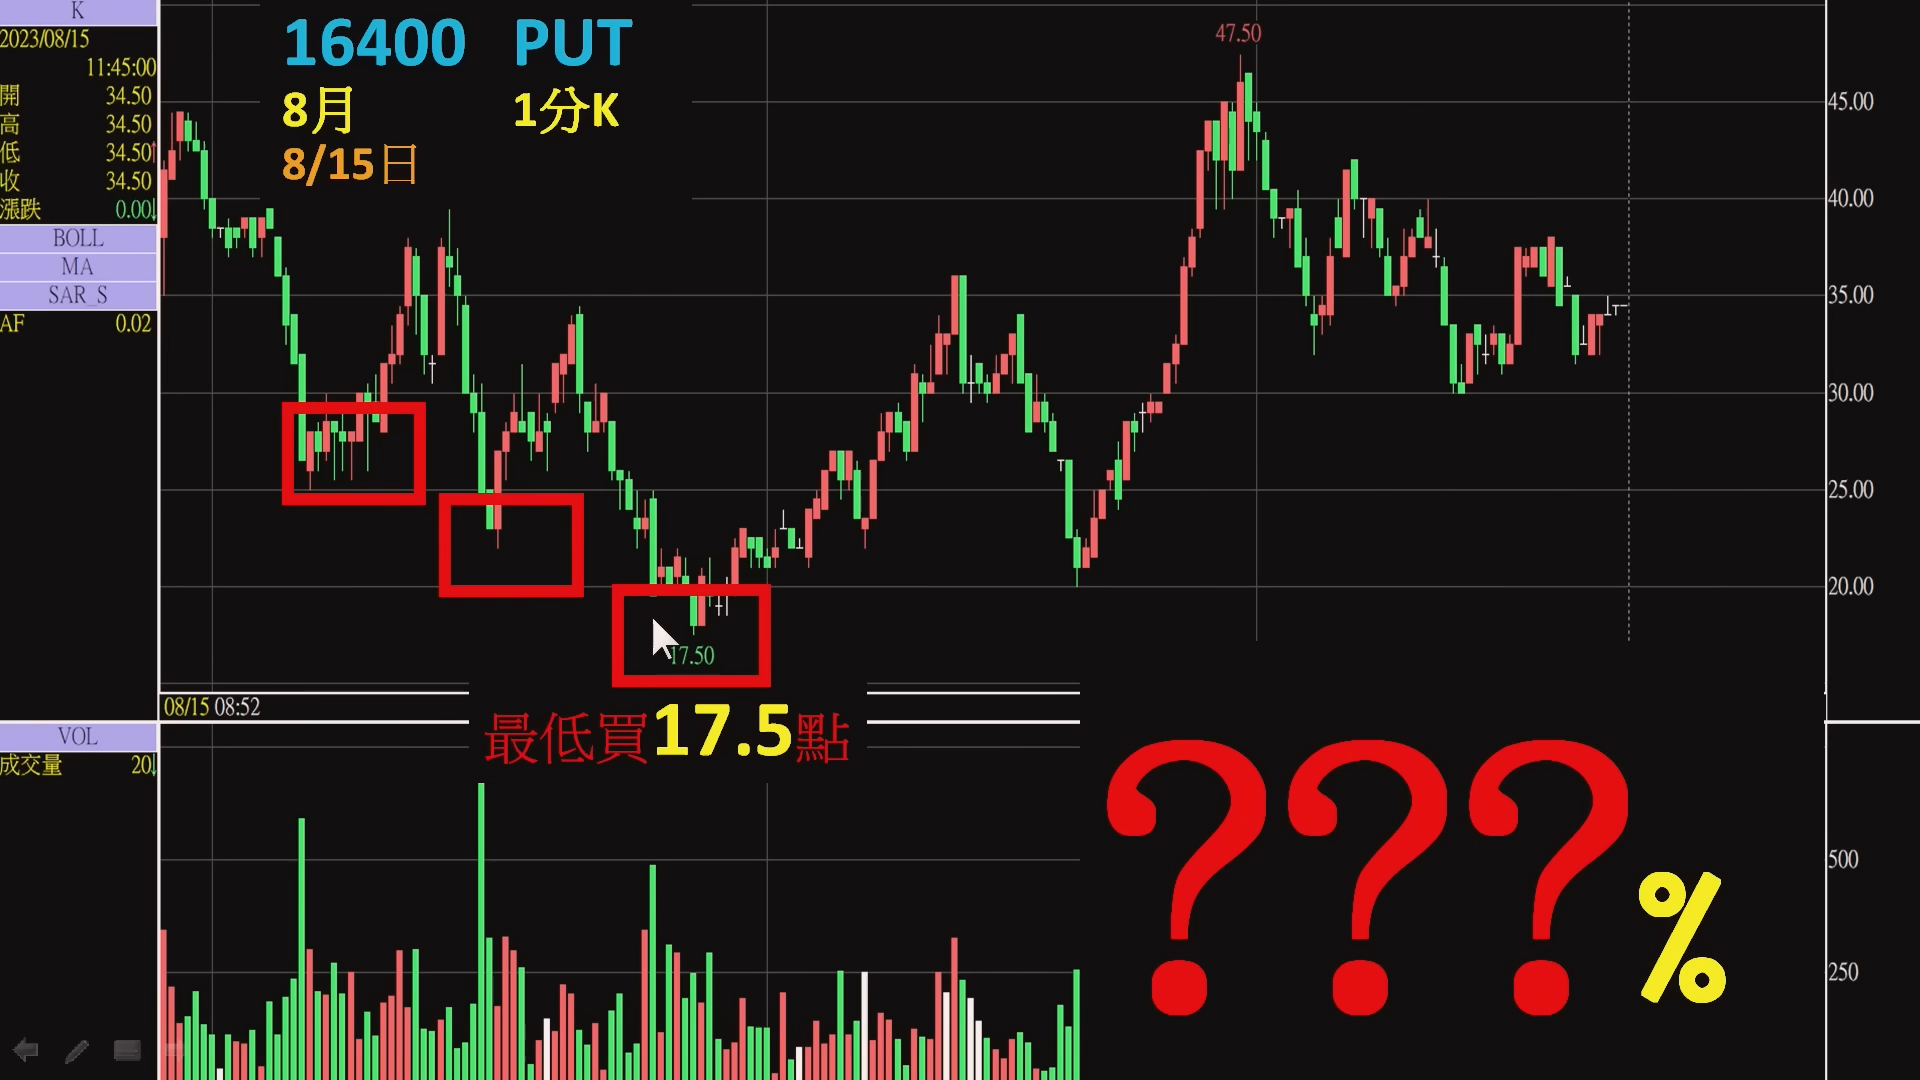 K
2023/08/15
11:45:00
開 34.50
高 34.50
低 34.50↑
收 34.50
漲跌 0.00↓
BOLL
MA
SAR_S
AF 0.02
16400 PUT
8月 1分K
8/15日
47.50
45.00
40.00
35.00
30.00
25.00
20.00
17.50
08/15 08:52
最低買17.5點
VOL
成交量 20↓
500
250
???%